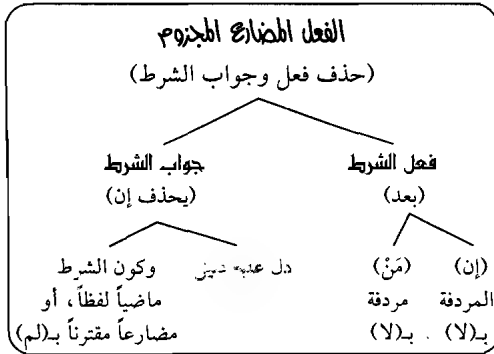 الفعل المضارع المجزوم
(حذف فعل وجواب الشرط)
فعل الشرط
(بعد)
جواب الشرط
(يحذف إن)
(إن)
المردفة
بـ(لا)
(مَنْ)
مردفة
بـ(لا)
دل
وكون الشرط
ماضياً لفظاً، أو
مضارعاً مقترناً بـ(لم)